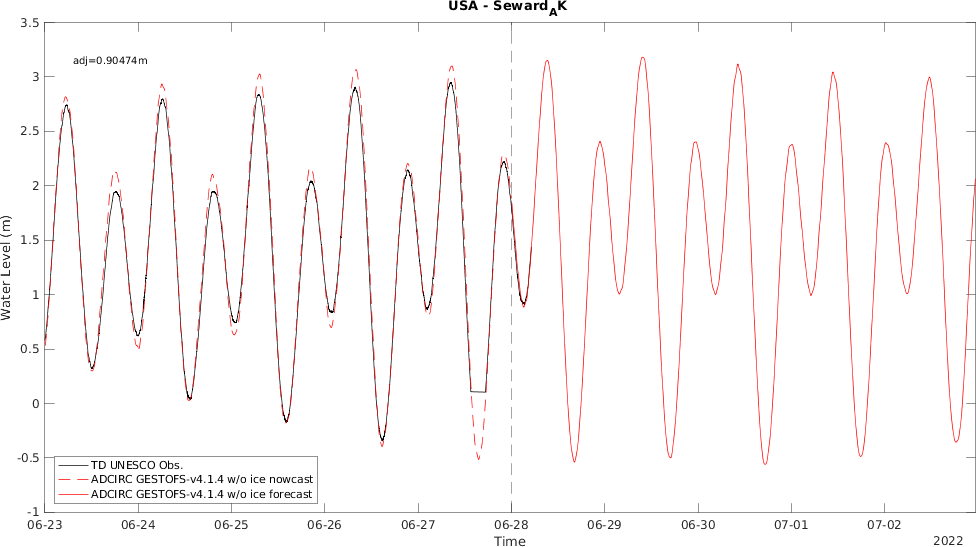 USA - Seward_AK
3.5
adj=0.90474m
3
2.5
2
1.5
1
0.5
0
-0.5
-1
Water Level (m)
TD UNESCO Obs.
ADCIRC GESTOFS-v4.1.4 w/o ice nowcast
ADCIRC GESTOFS-v4.1.4 w/o ice forecast
06-23 06-24 06-25 06-26 06-27 06-28 06-29 06-30 07-01 07-02
Time
2022